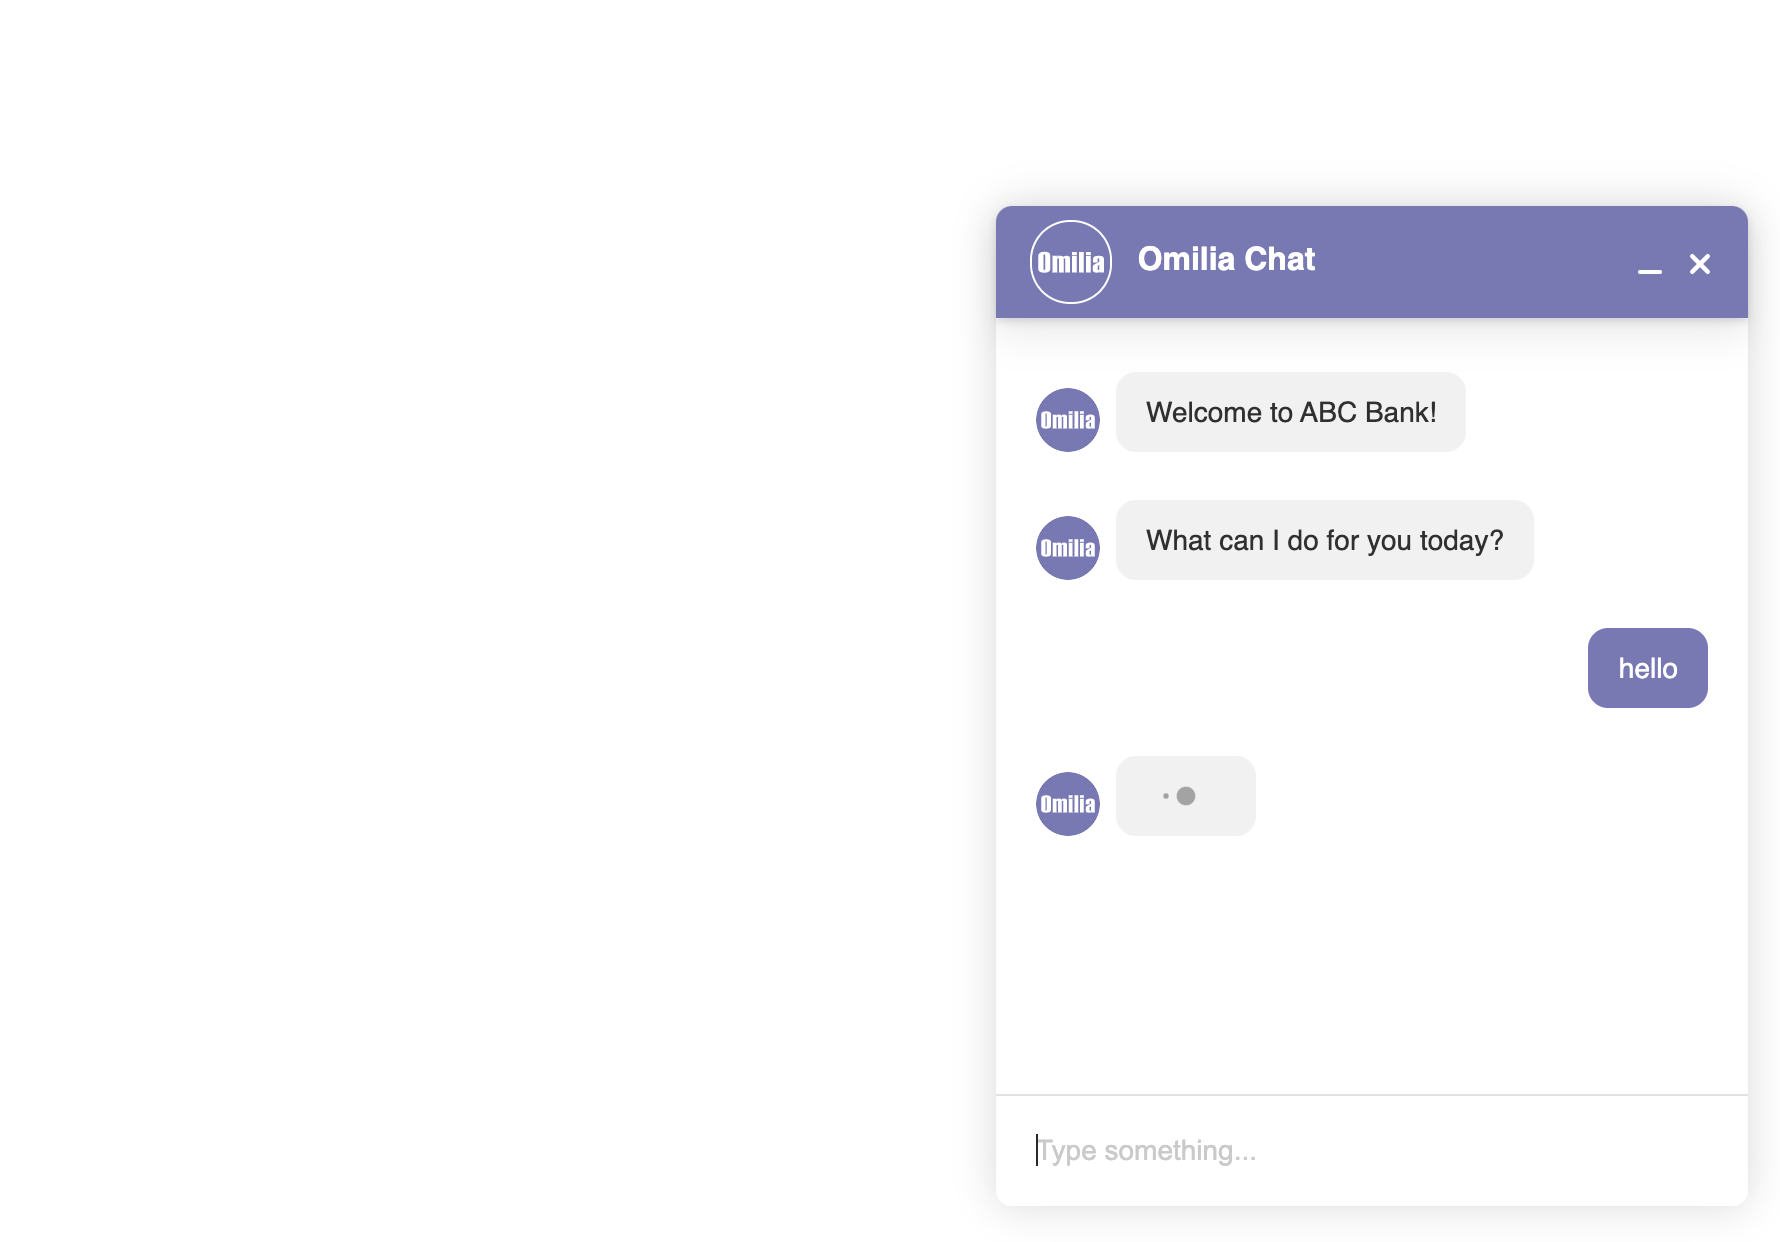 Omilia
Omilia Chat
Omilia
Welcome to ABC Bank!
Omilia
What can I do for you today?
hello
Omilia
Type something...